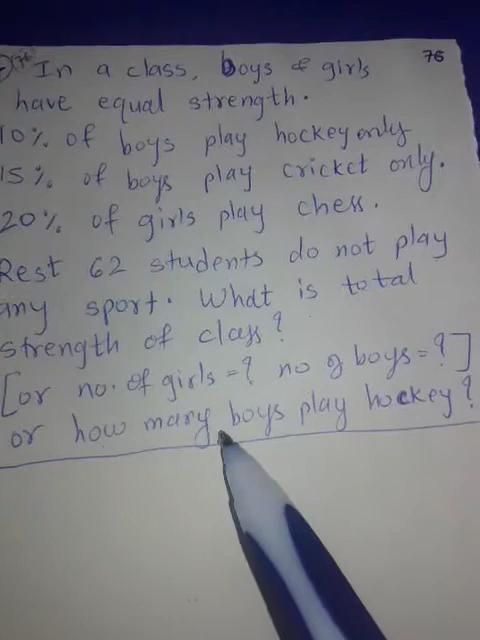 In a class, boys & girls 76
have equal strength.
10% of boys play hockey only
15% of boys play cricket only.
20% of girls play chess.
Rest 62 students do not play
any sport. What is total
strength of class?
[or no. of girls = ? no of boys = ?]
or how many boys play hockey?